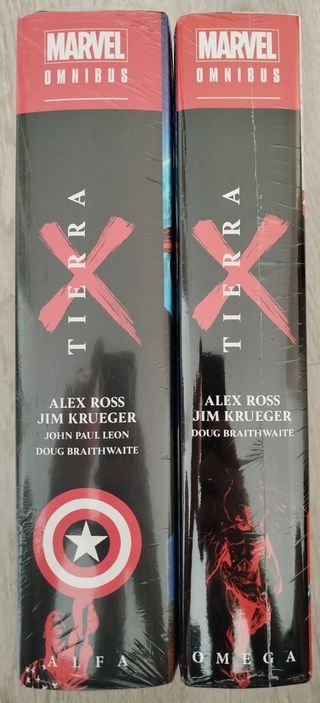 MARVEL
OMNIBUS
TIERRA
X
ALEX ROSS
JIM KRUEGER
JOHN PAUL LEON
DOUG BRAITHWAITE
ALFA
MARVEL
OMNIBUS
TIERRA
X
ALEX ROSS
JIM KRUEGER
DOUG BRAITHWAITE
OMEGA